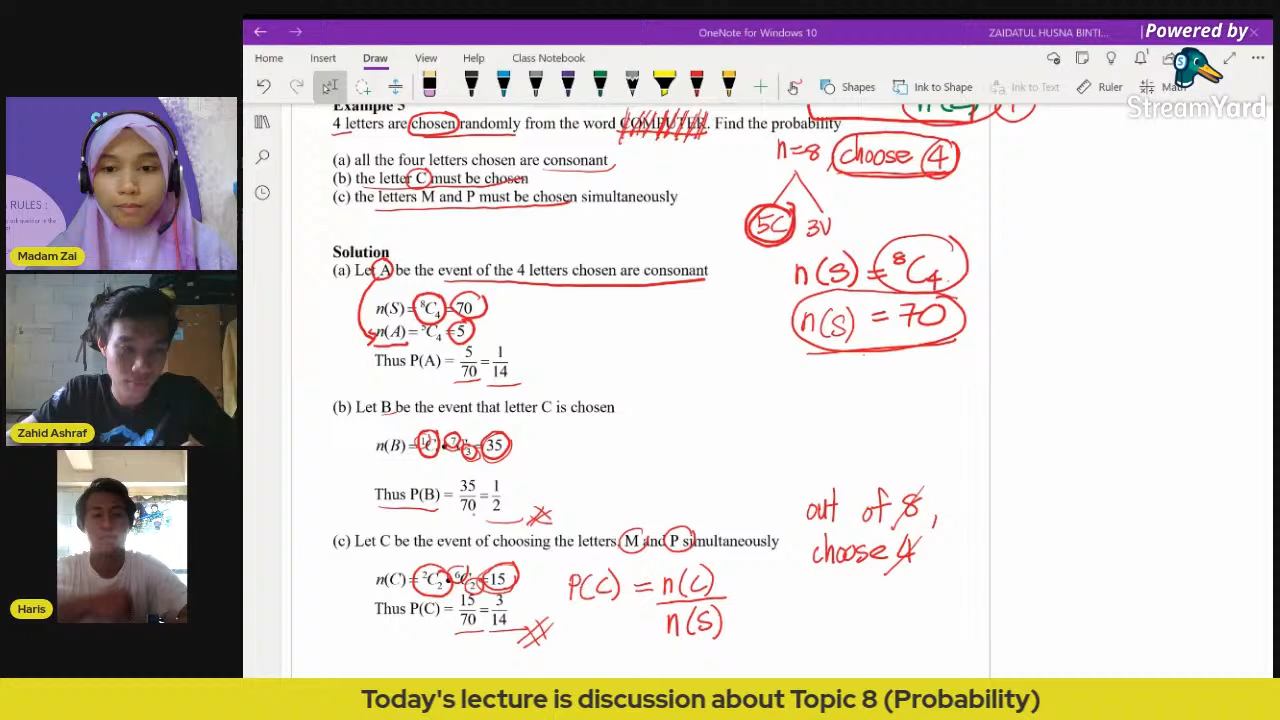 OneNote for Windows 10
ZAIDATUL HUSNA BINTI...
Powered by
StreamYard
Home Insert Draw View Help Class Notebook
Shapes Ink to Shape Ink to Text Ruler Math
Example 3
4 letters are chosen randomly from the word COMPUTER. Find the probability
(a) all the four letters chosen are consonant
(b) the letter C must be chosen
(c) the letters M and P must be chosen simultaneously
n=8, choose 4
5C 3V
n(S) = ⁸C₄
n(S) = 70
Solution
(a) Let A be the event of the 4 letters chosen are consonant
n(S) = ⁸C₄ = 70
n(A) = ⁵C₄ = 5
Thus P(A) = 5/70 = 1/14
(b) Let B be the event that letter C is chosen
n(B) = ¹C₁ • ⁷C₃ = 35
Thus P(B) = 35/70 = 1/2
out of 8,
choose 4
(c) Let C be the event of choosing the letters M and P simultaneously
n(C) = ²C₂ • ⁶C₂ = 15
Thus P(C) = 15/70 = 3/14
P(C) = n(C)/n(S)
RULES :
Madam Zai
Zahid Ashraf
Haris
Today's lecture is discussion about Topic 8 (Probability)